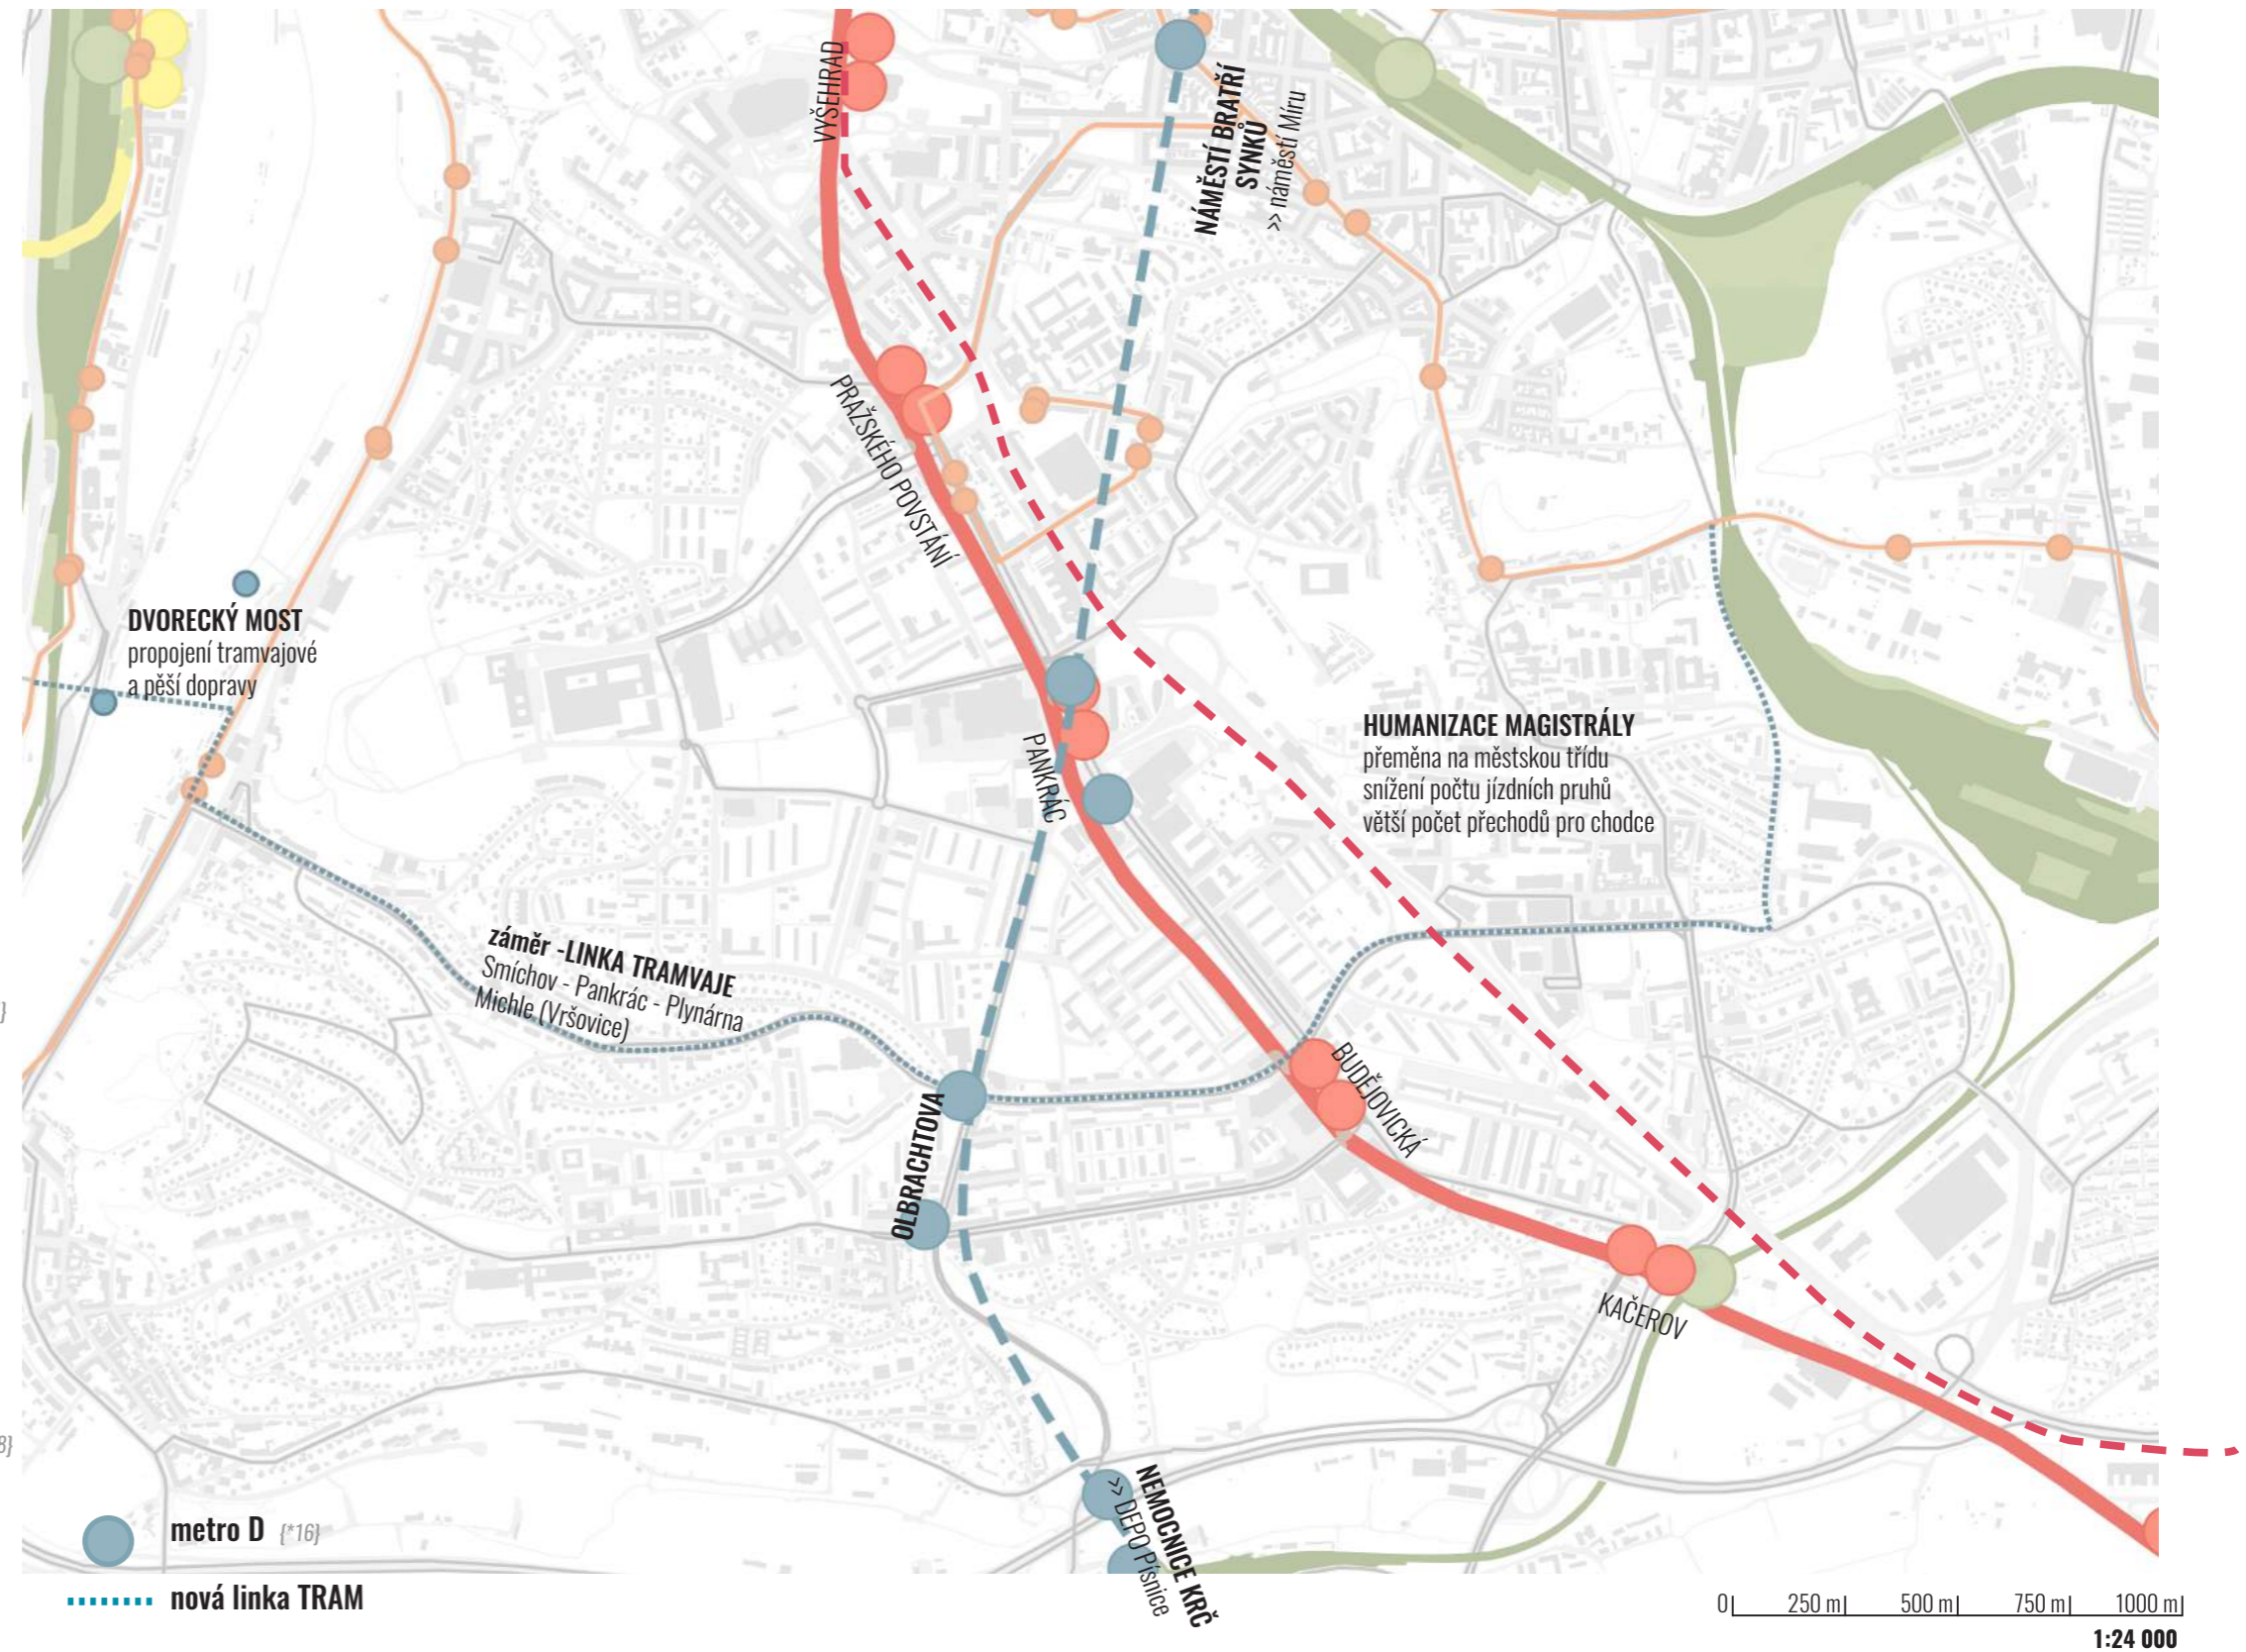 VYŠEHRAD
NÁMĚSTÍ BRATŘÍ
SYNKŮ
>> náměstí Míru
PRAŽSKÉHO POVSTÁNÍ
DVORECKÝ MOST
propojení tramvajové
a pěší dopravy
PANKRÁC
HUMANIZACE MAGISTRÁLY
přeměna na městskou třídu
snížení počtu jízdních pruhů
větší počet přechodů pro chodce
záměr -LINKA TRAMVAJE
Smíchov - Pankrác - Plynárna
Michle (Vršovice)
}
OLBRACHTOVA
BUDĚJOVICKÁ
KAČEROV
8}
NEMOCNICE KRČ
>> DEPO Písnice
metro D {*16}
nová linka TRAM
0 250 m 500 m 750 m 1000 m
1:24 000